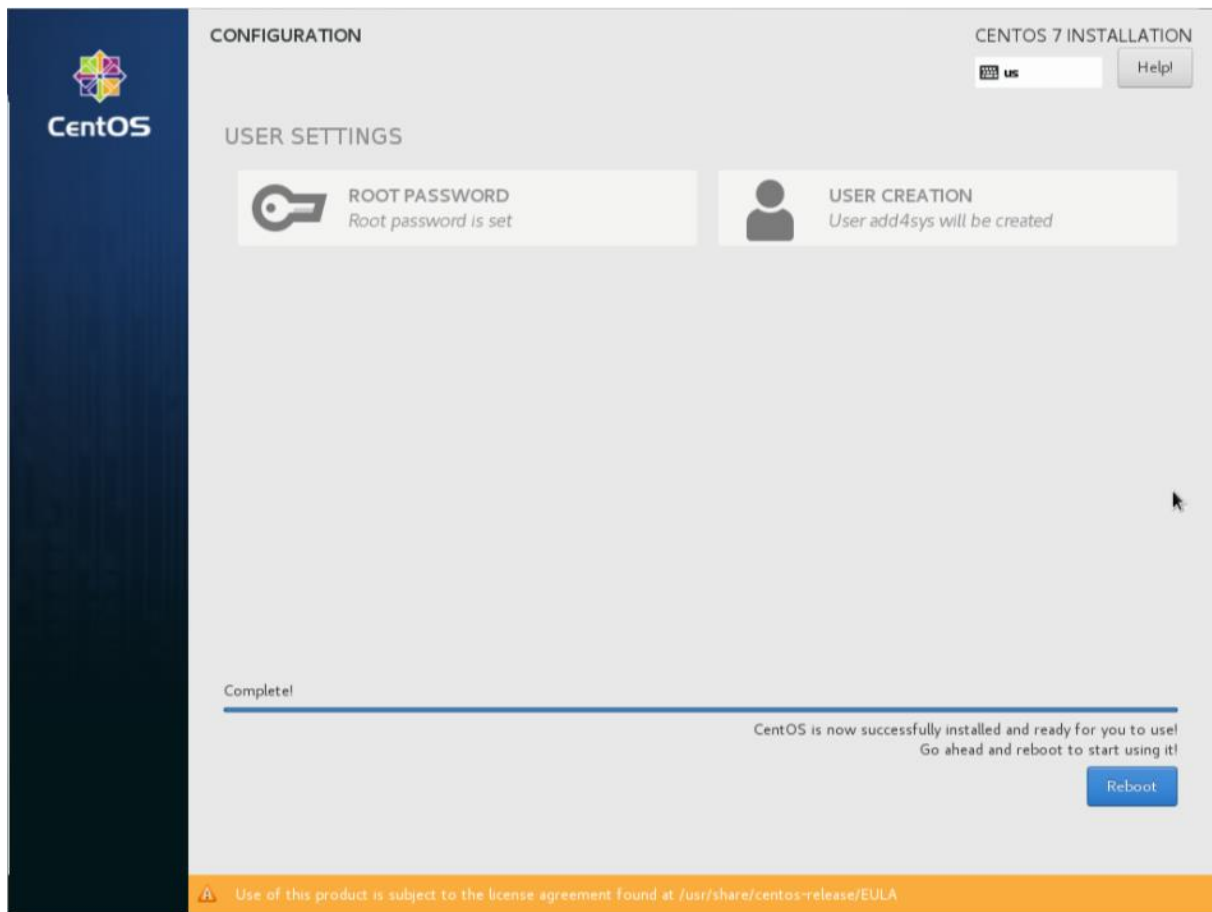 CentOS
CONFIGURATION
CENTOS 7 INSTALLATION
us
Help!
USER SETTINGS
ROOT PASSWORD
Root password is set
USER CREATION
User add4sys will be created
Complete!
CentOS is now successfully installed and ready for you to use!
Go ahead and reboot to start using it!
Reboot
Use of this product is subject to the license agreement found at /usr/share/centos-release/EULA